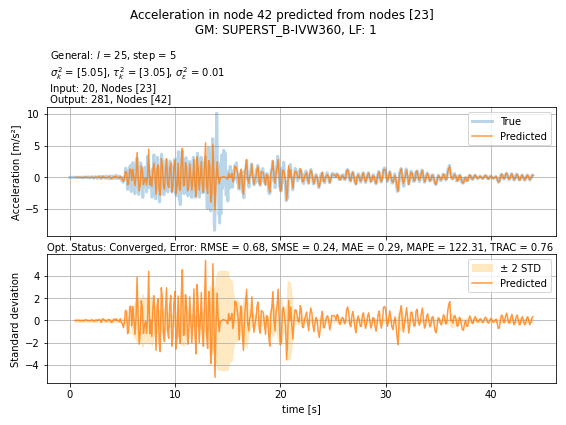 Acceleration in node 42 predicted from nodes [23]
GM: SUPERST_B-IVW360, LF: 1
General: l = 25, step = 5
σ²ₖ = [5.05], τ²ₖ = [3.05], σ²ε = 0.01
Input: 20, Nodes [23]
Output: 281, Nodes [42]
10
5
0
−5
Acceleration [m/s²]
True
Predicted
Opt. Status: Converged, Error: RMSE = 0.68, SMSE = 0.24, MAE = 0.29, MAPE = 122.31, TRAC = 0.76
4
2
0
−2
−4
Standard deviation
± 2 STD
Predicted
0 10 20 30 40
time [s]